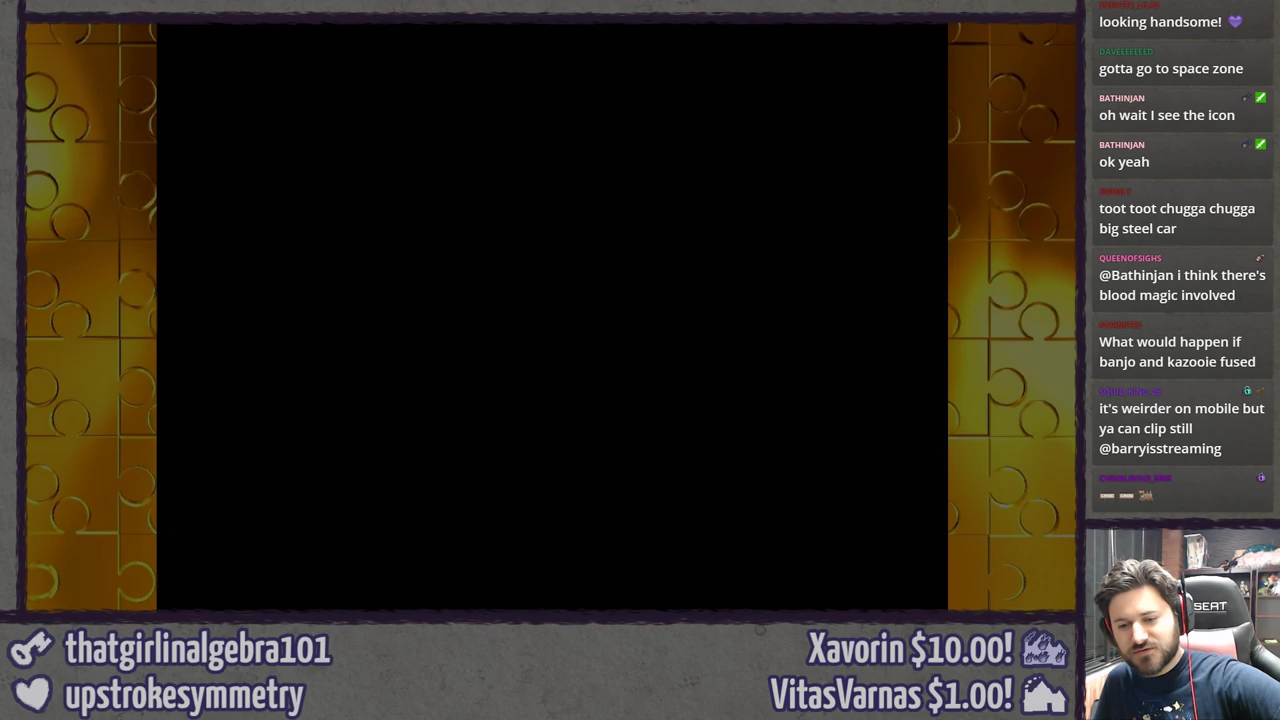 looking handsome!
DAVEEEEEED
gotta go to space zone
BATHINJAN
oh wait I see the icon
BATHINJAN
ok yeah
toot toot chugga chugga
big steel car
QUEENOFSIGHS
@Bathinjan i think there's
blood magic involved
What would happen if
banjo and kazooie fused
it's weirder on mobile but
ya can clip still
@barryisstreaming
SEAT
thatgirlinalgebra101
Xavorin $10.00!
upstrokesymmetry
VitasVarnas $1.00!